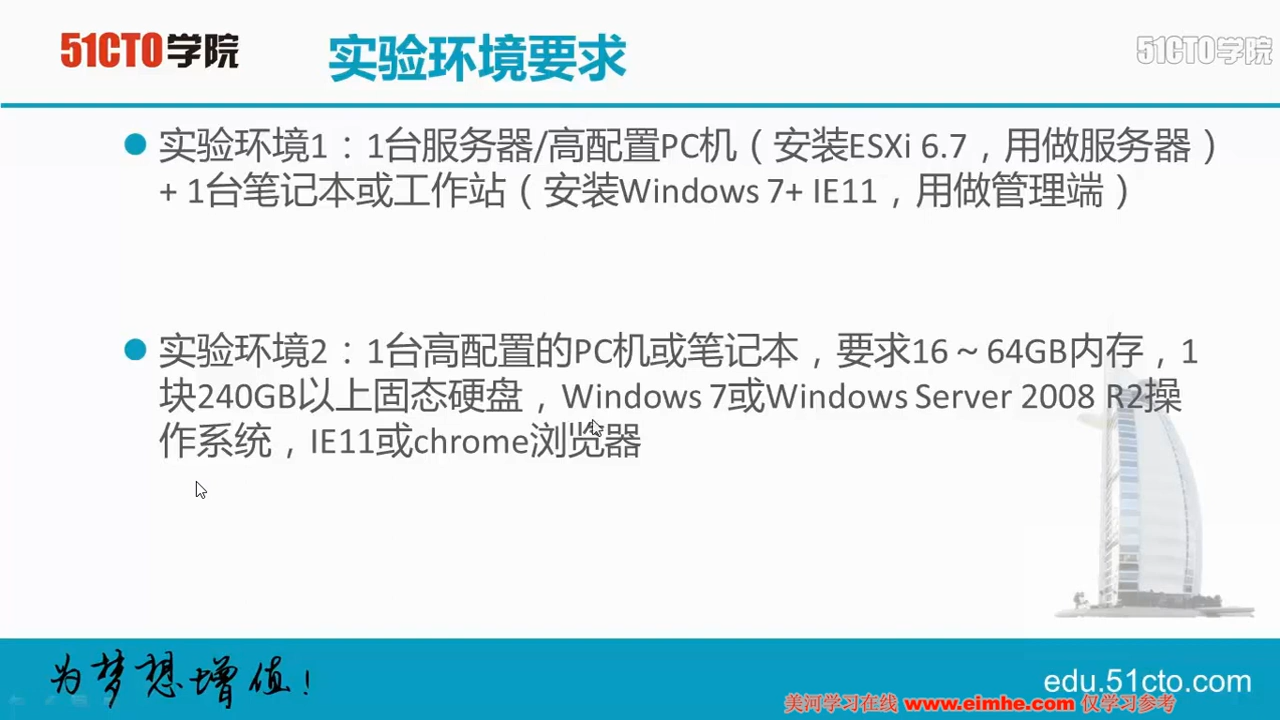 51CTO学院
实验环境要求
51CTO学院
实验环境1：1台服务器/高配置PC机（安装ESXi 6.7，用做服务器）
+ 1台笔记本或工作站（安装Windows 7+ IE11，用做管理端）
实验环境2：1台高配置的PC机或笔记本，要求16～64GB内存，1
块240GB以上固态硬盘，Windows 7或Windows Server 2008 R2操
作系统，IE11或chrome浏览器
为梦想增值！
edu.51cto.com
美河学习在线 www.eimhe.com 仅学习参考